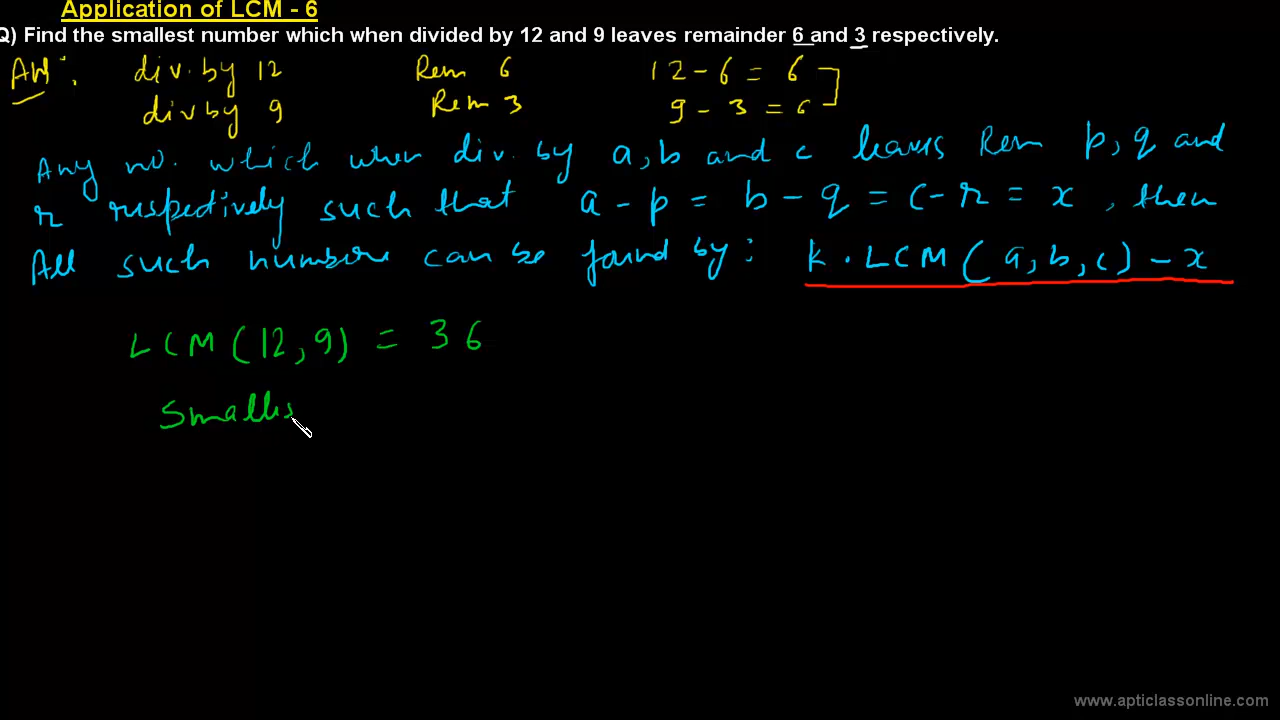 Application of LCM - 6
Q) Find the smallest number which when divided by 12 and 9 leaves remainder 6 and 3 respectively.
Ans: div. by 12 Rem 6 12 - 6 = 6
div by 9 Rem 3 9 - 3 = 6
Any no. which when div. by a, b and c leaves Rem p, q and
r respectively such that a - p = b - q = c - r = x , then
All such numbers can be found by: K . LCM (a, b, c) - x
LCM (12, 9) = 36
Smalles
www.apticlassonline.com